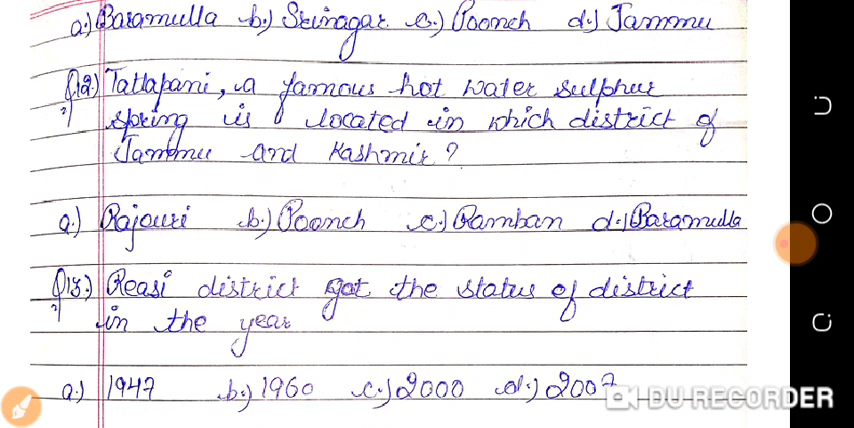 a.) Baramulla b.) Srinagar c.) Poonch d.) Jammu
Q12.) Tattapani, a famous hot water sulphur
spring is located in which district of
Jammu and Kashmir?
a.) Rajouri b.) Poonch c.) Ramban d.) Baramulla
Q13.) Reasi district got the status of district
in the year
a.) 1947 b.) 1960 c.) 2000 d.) 2007
DU RECORDER